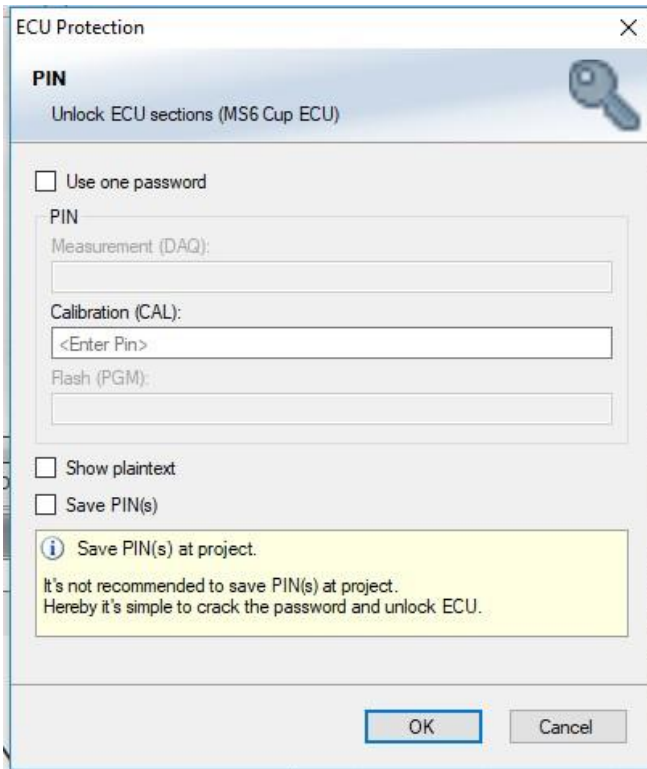 ECU Protection
PIN
Unlock ECU sections (MS6 Cup ECU)
Use one password
PIN
Measurement (DAQ):
Calibration (CAL):
<Enter Pin>
Flash (PGM):
Show plaintext
Save PIN(s)
Save PIN(s) at project.
It's not recommended to save PIN(s) at project.
Hereby it's simple to crack the password and unlock ECU.
OK
Cancel